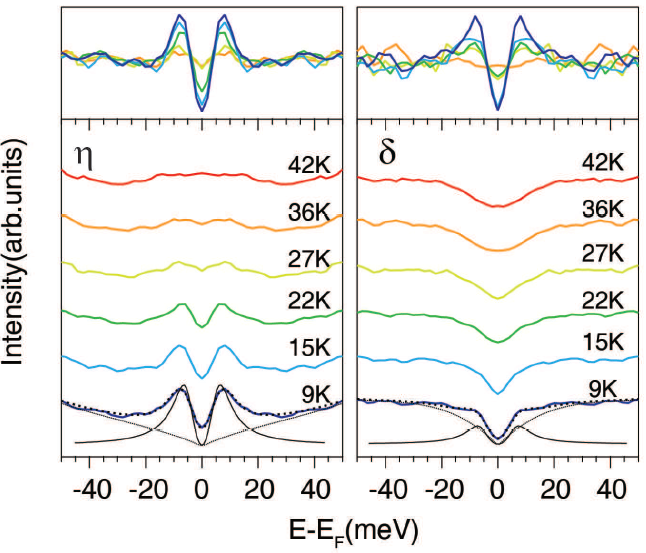 Intensity(arb.units)
η
42K
36K
27K
22K
15K
9K
δ
42K
36K
27K
22K
15K
9K
-40 -20 0 20 40
-40 -20 0 20 40
E-EF(meV)